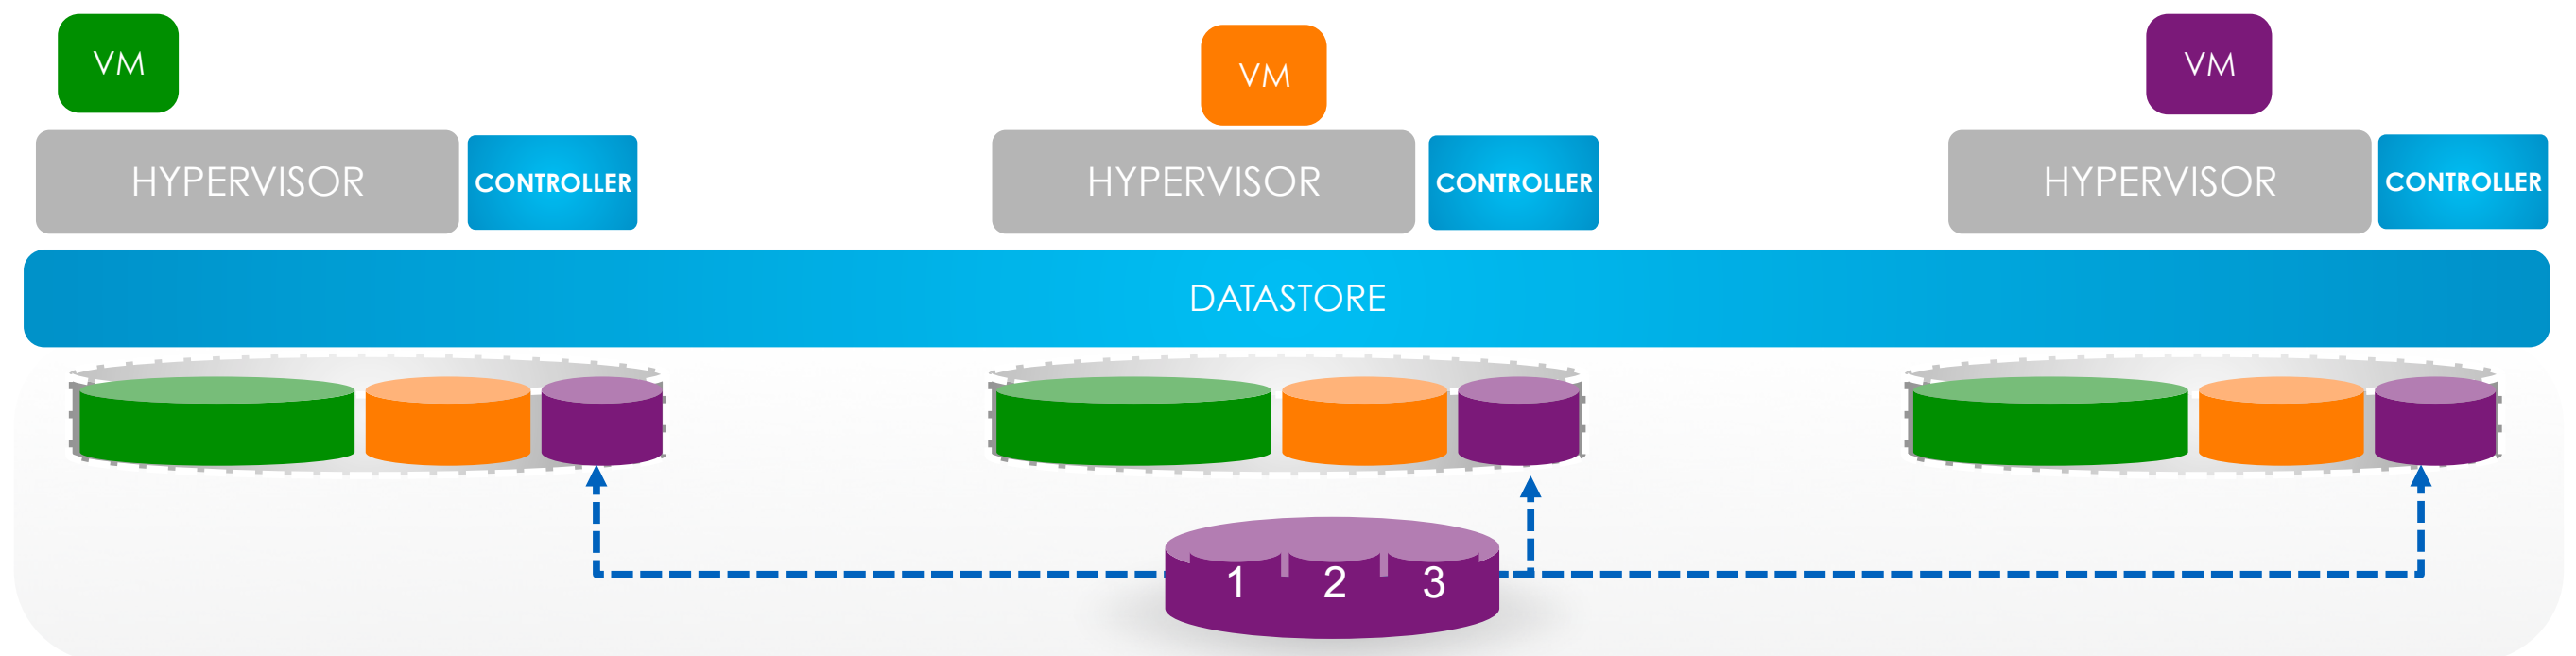 VM
VM
VM
HYPERVISOR
CONTROLLER
HYPERVISOR
CONTROLLER
HYPERVISOR
CONTROLLER
DATASTORE
1
2
3